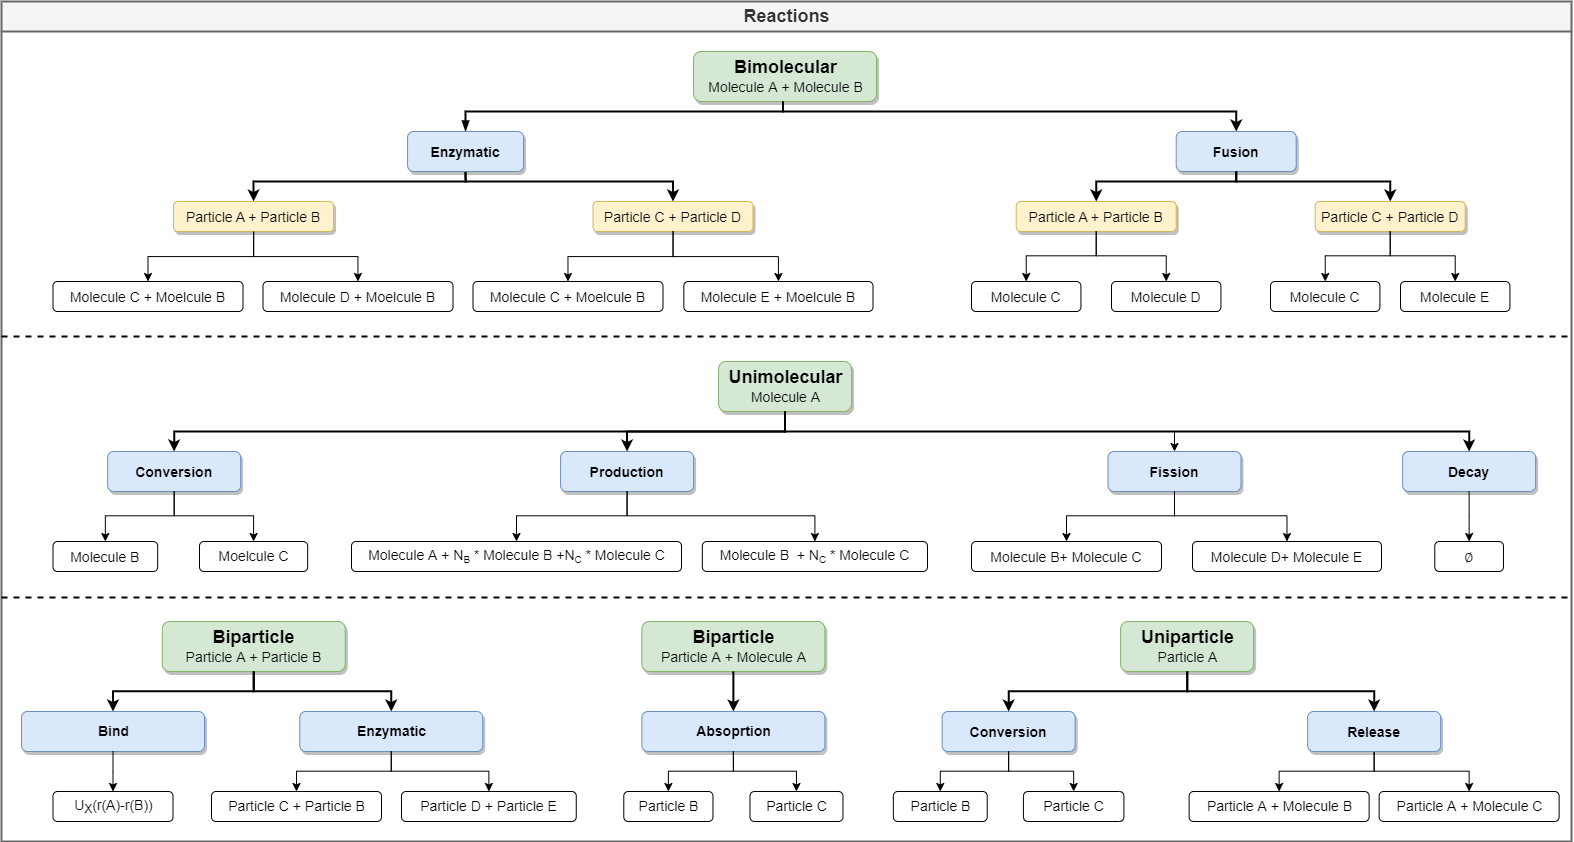 Reactions
Bimolecular
Molecule A + Molecule B
Enzymatic
Fusion
Particle A + Particle B
Particle C + Particle D
Particle A + Particle B
Particle C + Particle D
Molecule C + Moelcule B
Molecule D + Moelcule B
Molecule C + Moelcule B
Molecule E + Moelcule B
Molecule C
Molecule D
Molecule C
Molecule E
Unimolecular
Molecule A
Conversion
Production
Fission
Decay
Molecule B
Moelcule C
Molecule A + N_B * Molecule B +N_C * Molecule C
Molecule B + N_C * Molecule C
Molecule B+ Molecule C
Molecule D+ Molecule E
∅
Biparticle
Particle A + Particle B
Biparticle
Particle A + Molecule A
Uniparticle
Particle A
Bind
Enzymatic
Absoprtion
Conversion
Release
U_X(r(A)-r(B))
Particle C + Particle B
Particle D + Particle E
Particle B
Particle C
Particle B
Particle C
Particle A + Molecule B
Particle A + Molecule C